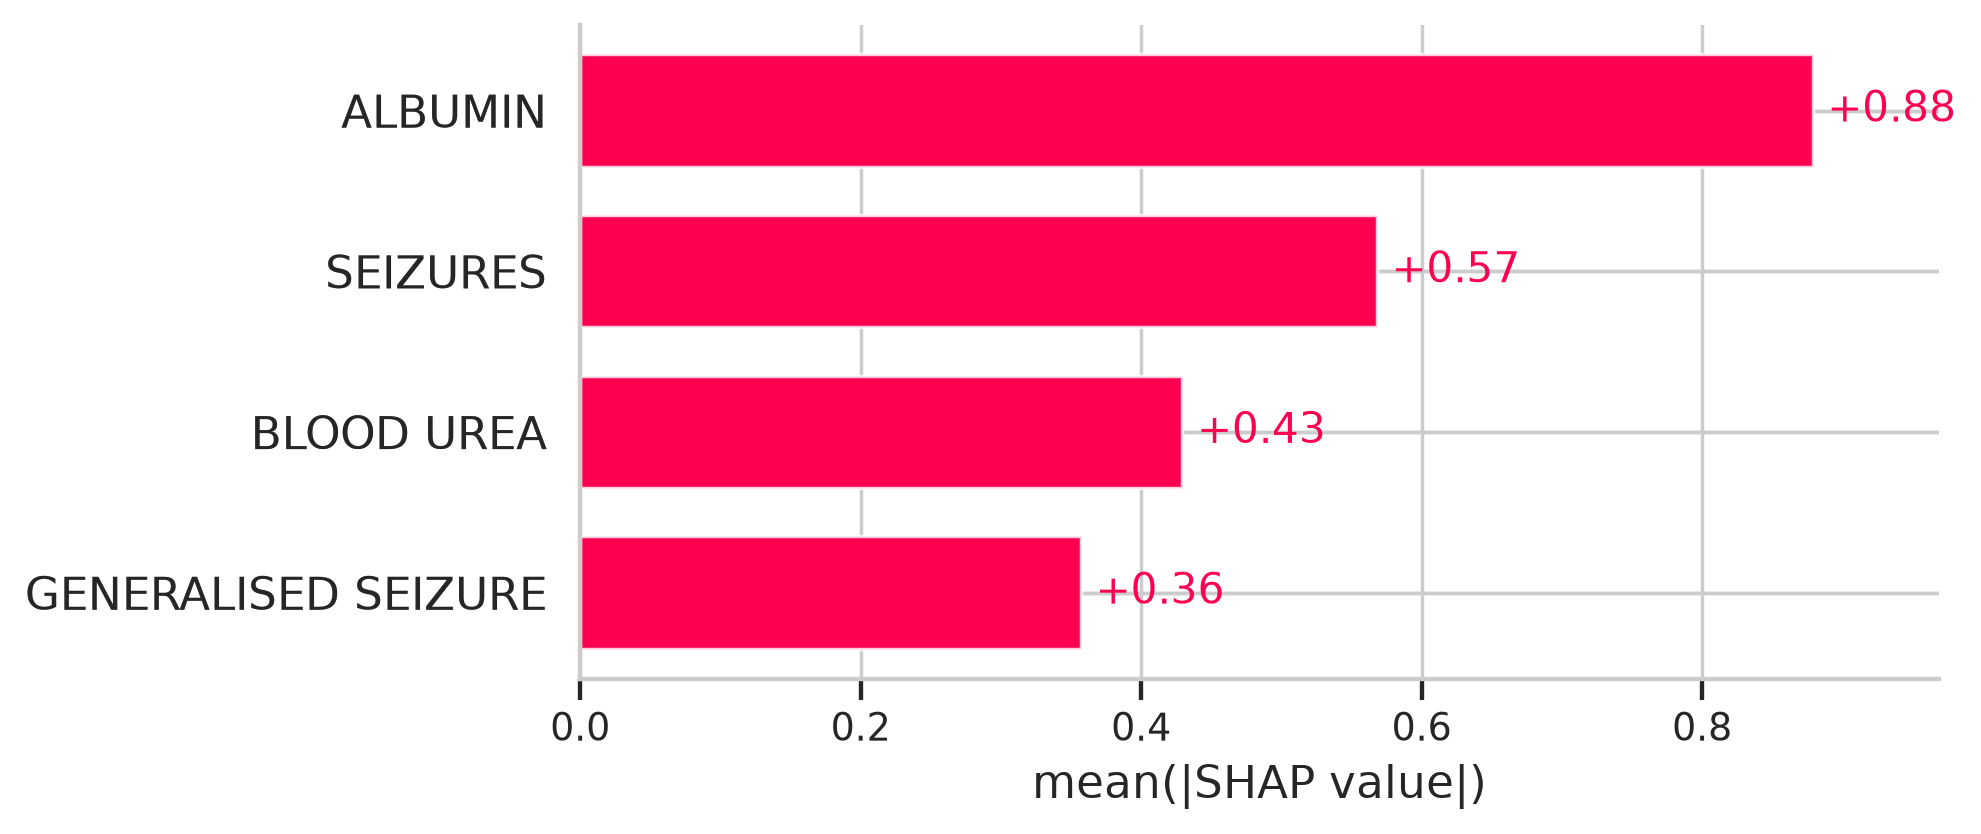 ALBUMIN +0.88
SEIZURES +0.57
BLOOD UREA +0.43
GENERALISED SEIZURE +0.36
0.0 0.2 0.4 0.6 0.8
mean(|SHAP value|)